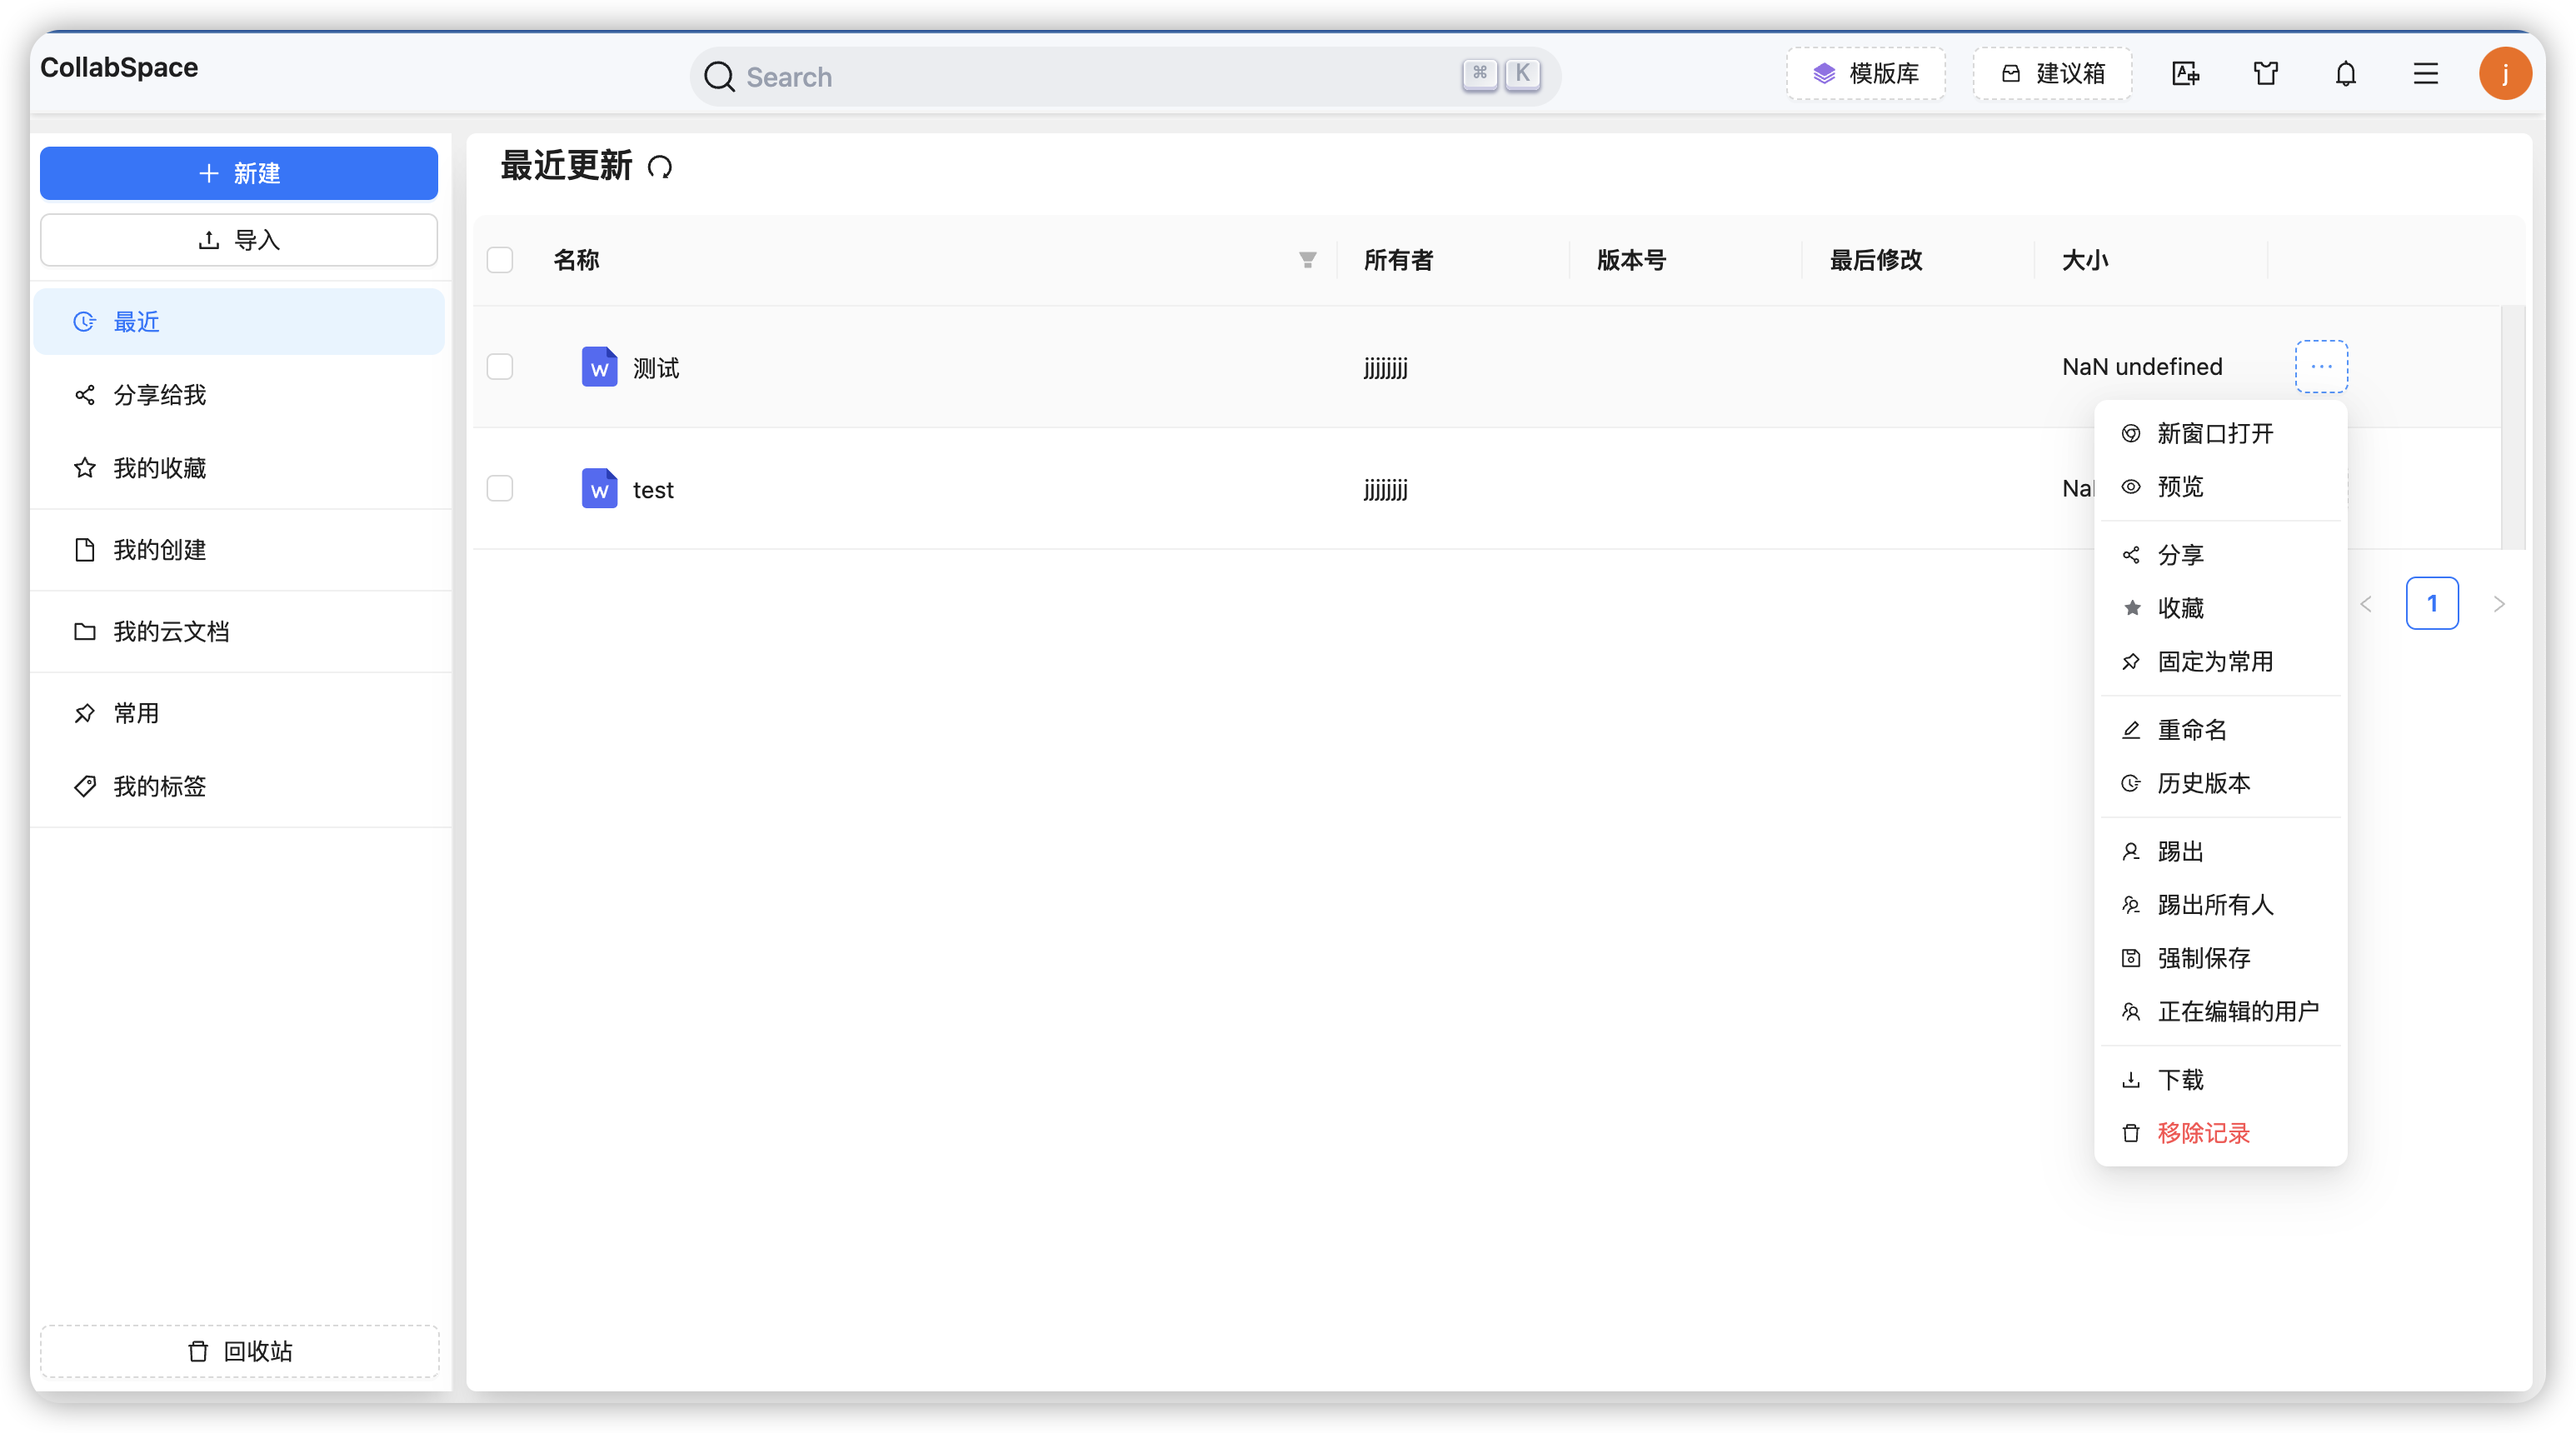 CollabSpace
Search
⌘ K
模版库
建议箱
j
新建
导入
最近
分享给我
我的收藏
我的创建
我的云文档
常用
我的标签
回收站
最近更新
名称 所有者 版本号 最后修改 大小
W 测试 jjjjjjjj NaN undefined ...
W test jjjjjjjj
1
新窗口打开
预览
分享
收藏
固定为常用
重命名
历史版本
踢出
踢出所有人
强制保存
正在编辑的用户
下载
移除记录